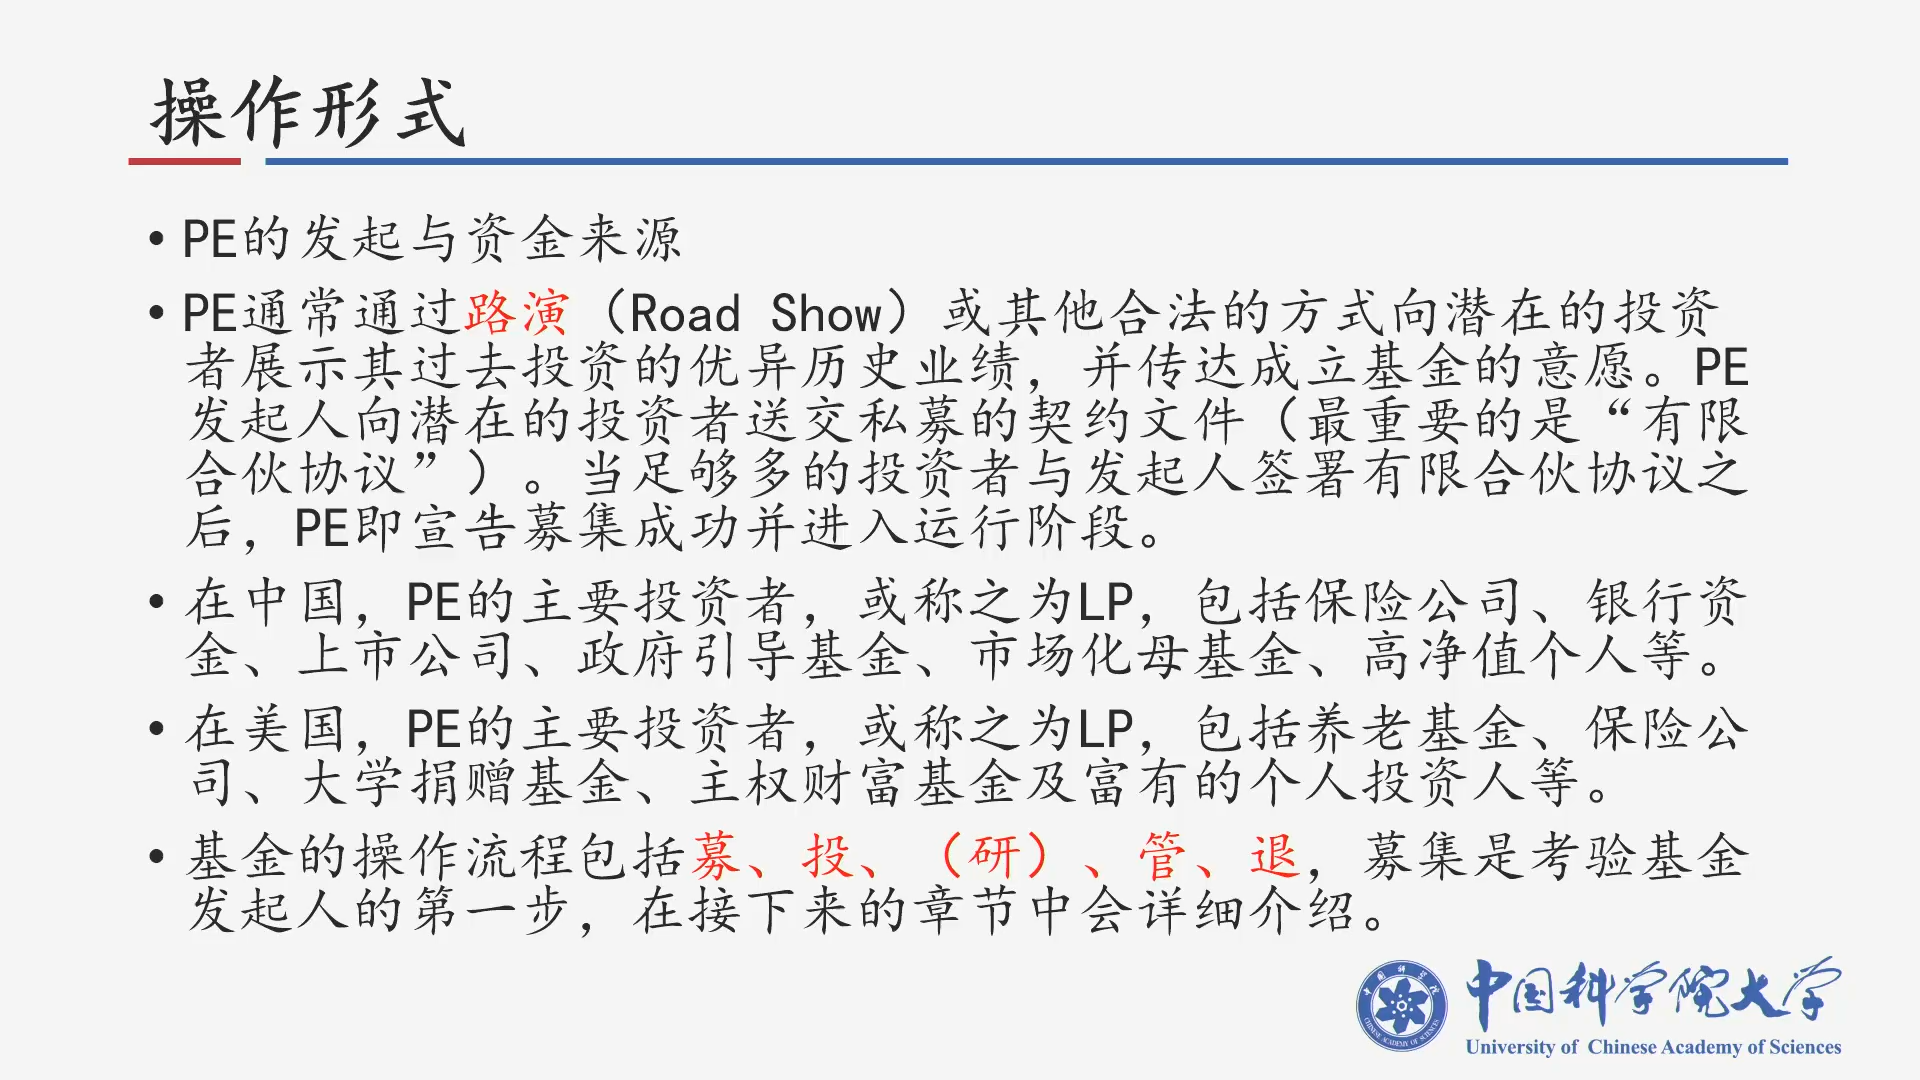 操作形式
• PE的发起与资金来源
• PE通常通过路演（Road Show）或其他合法的方式向潜在的投资
者展示其过去投资的优异历史业绩，并传达成立基金的意愿。PE
发起人向潜在的投资者送交私募的契约文件（最重要的是“有限
合伙协议”）。当足够多的投资者与发起人签署有限合伙协议之
后，PE即宣告募集成功并进入运行阶段。
• 在中国，PE的主要投资者，或称之为LP，包括保险公司、银行资
金、上市公司、政府引导基金、市场化母基金、高净值个人等。
• 在美国，PE的主要投资者，或称之为LP，包括养老基金、保险公
司、大学捐赠基金、主权财富基金及富有的个人投资人等。
• 基金的操作流程包括募、投、（研）、管、退，募集是考验基金
发起人的第一步，在接下来的章节中会详细介绍。
中国科学院
CHINESE ACADEMY OF SCIENCES
中国科学院大学
University of Chinese Academy of Sciences